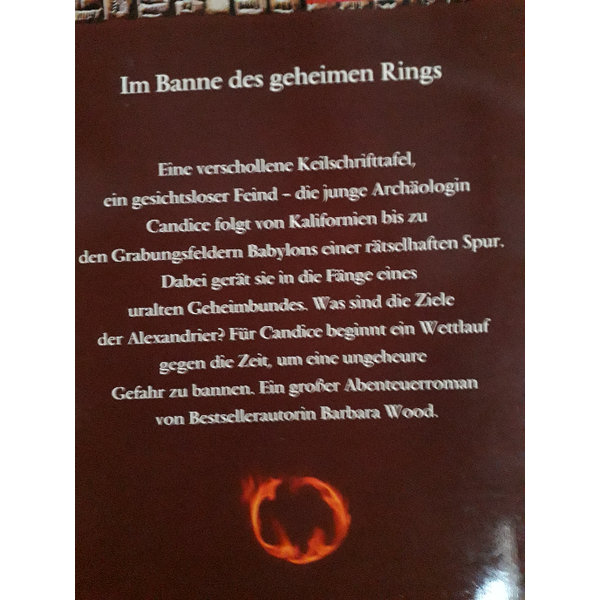 Im Banne des geheimen Rings
Eine verschollene Keilschrifttafel,
ein gesichtsloser Feind – die junge Archäologin
Candice folgt von Kalifornien bis zu
den Grabungsfeldern Babylons einer rätselhaften Spur.
Dabei gerät sie in die Fänge eines
uralten Geheimbundes. Was sind die Ziele
der Alexandrier? Für Candice beginnt ein Wettlauf
gegen die Zeit, um eine ungeheure
Gefahr zu bannen. Ein großer Abenteuerroman
von Bestsellerautorin Barbara Wood.